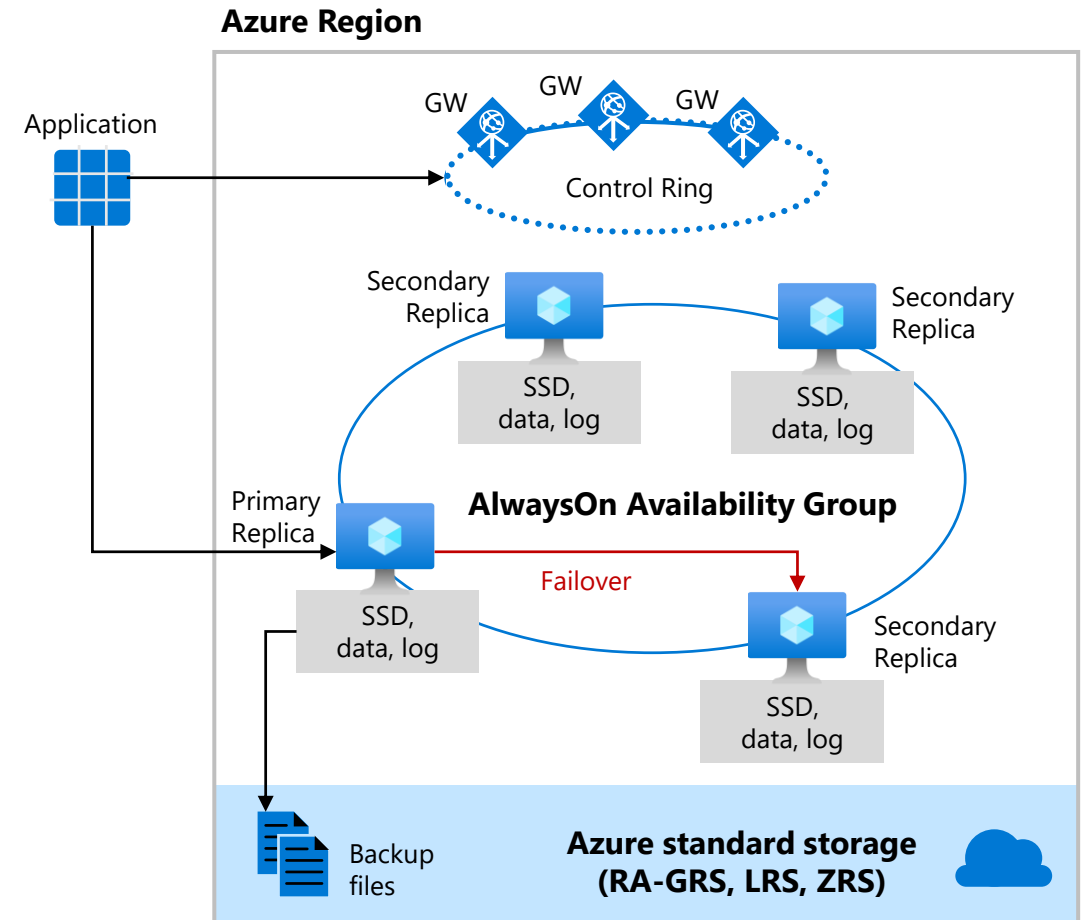 Azure Region
Application
GW
GW
GW
Control Ring
Secondary
Replica
Secondary
Replica
SSD,
data, log
SSD,
data, log
AlwaysOn Availability Group
Primary
Replica
Failover
SSD,
data, log
Secondary
Replica
SSD,
data, log
Backup
files
Azure standard storage
(RA-GRS, LRS, ZRS)